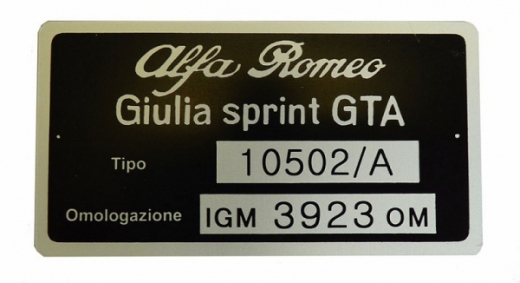 Alfa Romeo
Giulia sprint GTA
Tipo 10502/A
Omologazione IGM 3923 OM